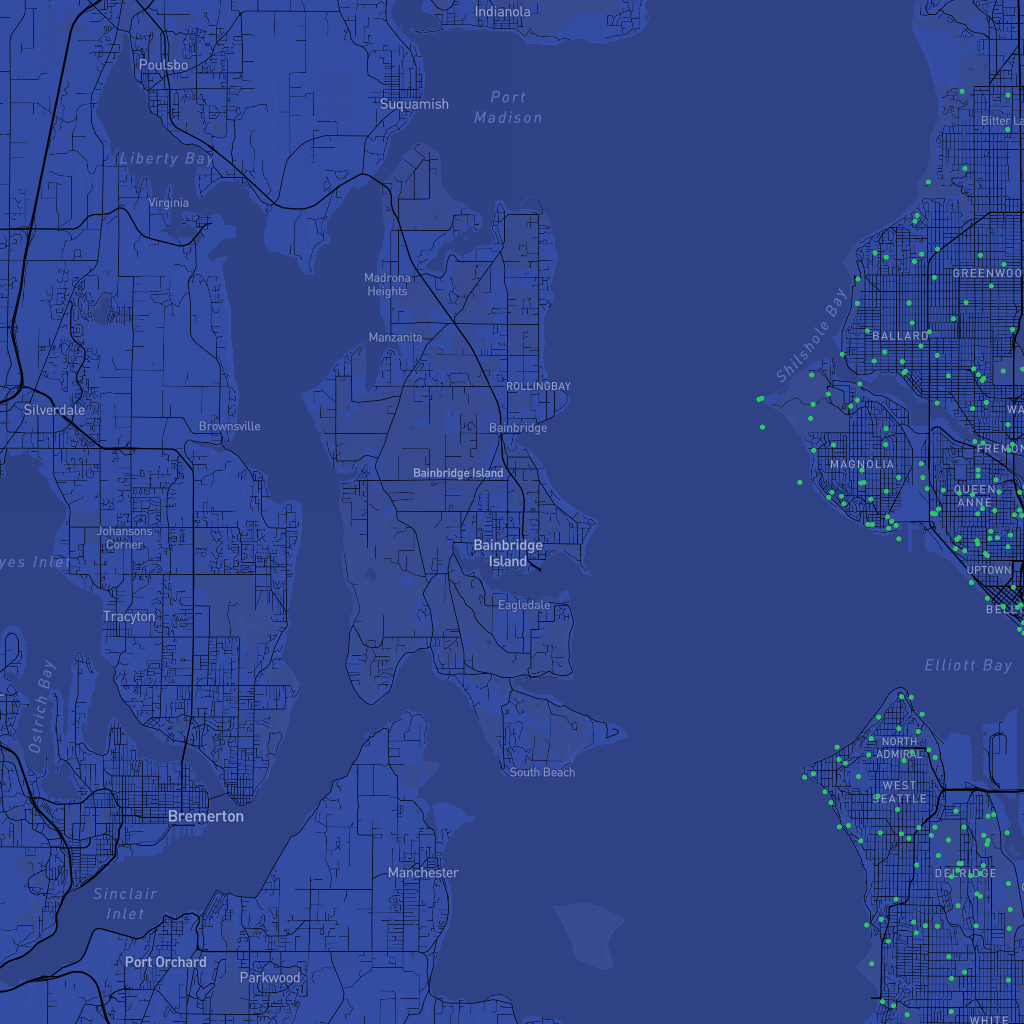 Indianola
Poulsbo
Port
Madison
Suquamish
Bitter La
Liberty Bay
Virginia
Madrona
Heights
GREENWOO
Shilshole Bay
Manzanita
BALLARD
ROLLINGBAY
Silverdale
Brownsville
Bainbridge
WA
FREMON
Bainbridge Island
MAGNOLIA
QUEEN
ANNE
Johansons
Corner
Bainbridge
Island
yes Inlet
UPTOWN
Eagledale
BELL
Tracyton
Elliott Bay
Ostrich Bay
NORTH
ADMIRAL
South Beach
WEST
SEATTLE
Bremerton
Manchester
DELRIDGE
Sinclair
Inlet
Port Orchard
Parkwood
WHITE